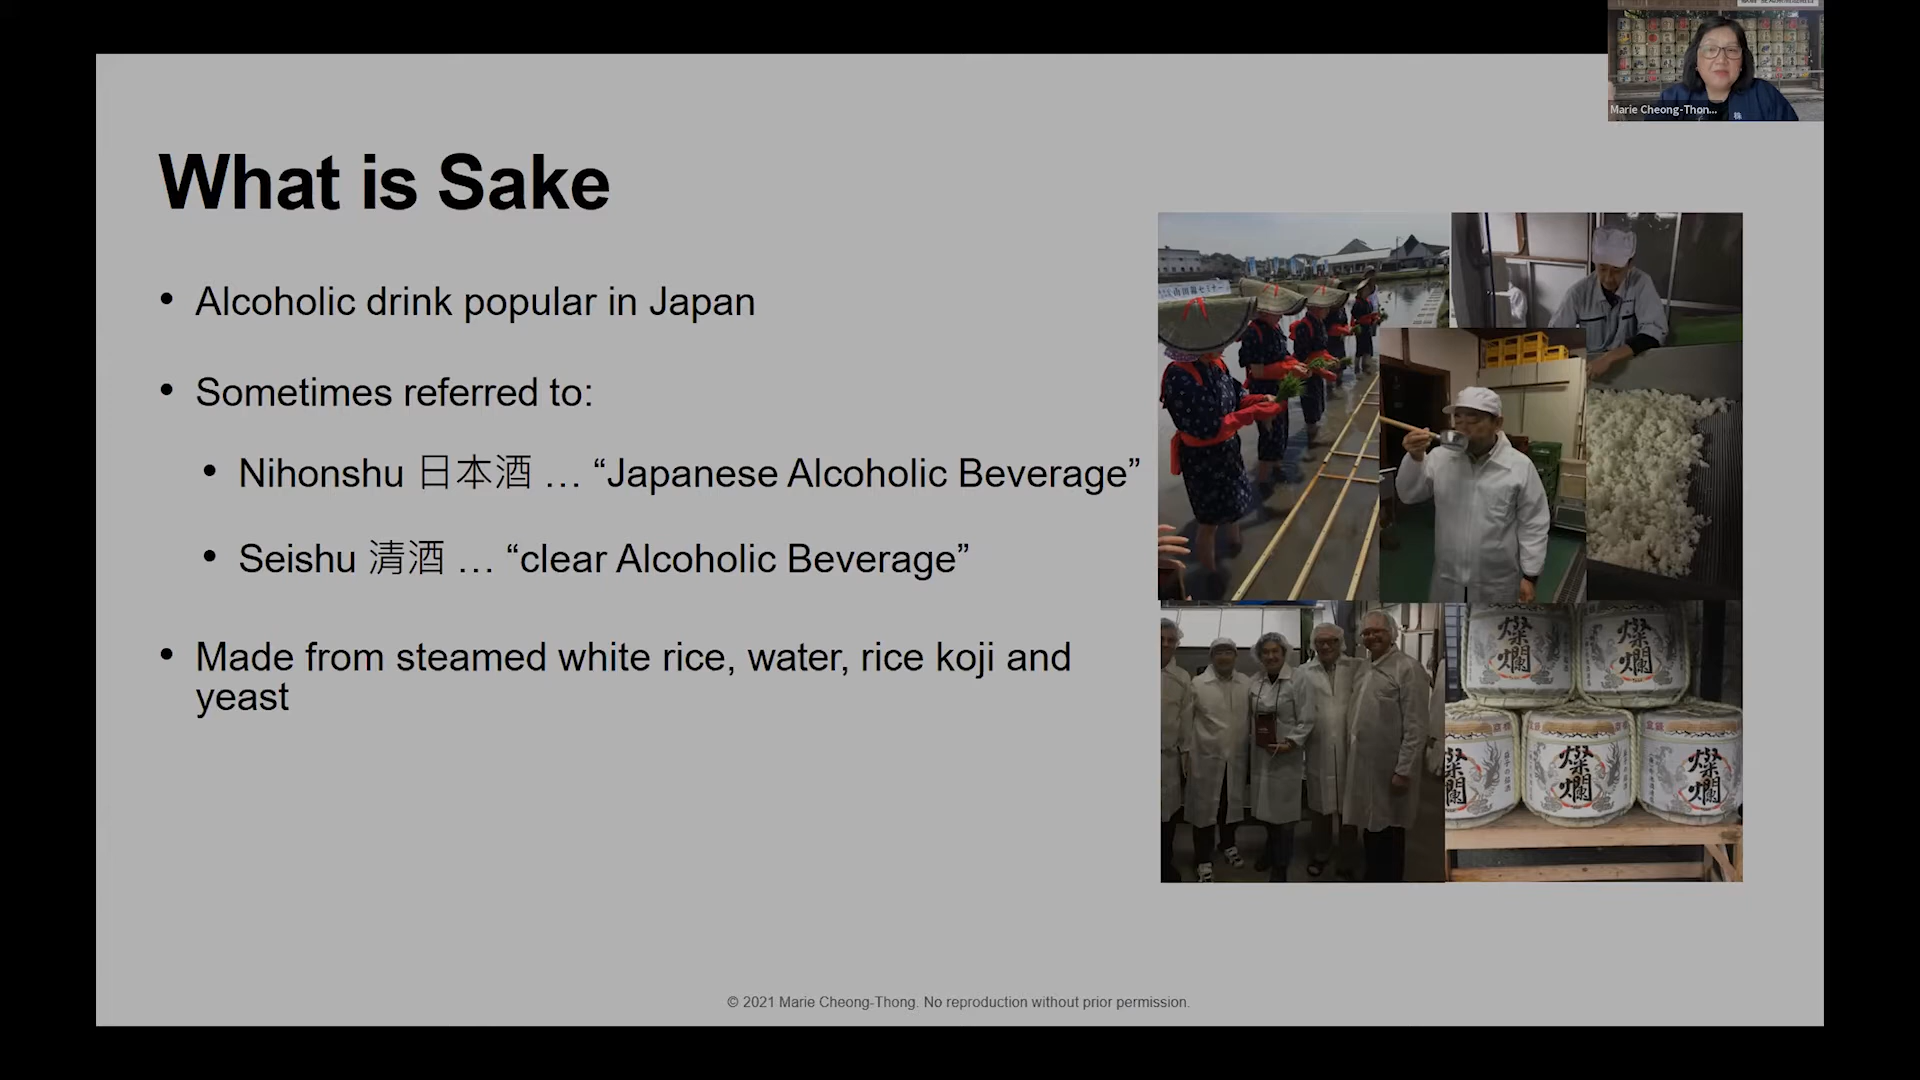 Marie Cheong-Thon...
What is Sake
• Alcoholic drink popular in Japan
• Sometimes referred to:
• Nihonshu 日本酒 … “Japanese Alcoholic Beverage”
• Seishu 清酒 … “clear Alcoholic Beverage”
• Made from steamed white rice, water, rice koji and
yeast
燦爛
燦爛
燦爛
燦爛
燦爛
© 2021 Marie Cheong-Thong. No reproduction without prior permission.